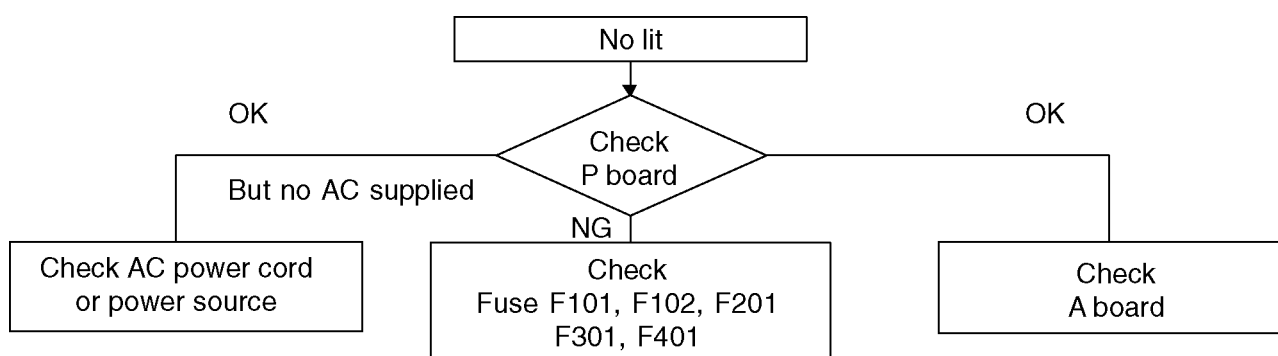 No lit
OK
OK
Check
P board
But no AC supplied
NG
Check AC power cord
or power source
Check
Fuse F101, F102, F201
F301, F401
Check
A board